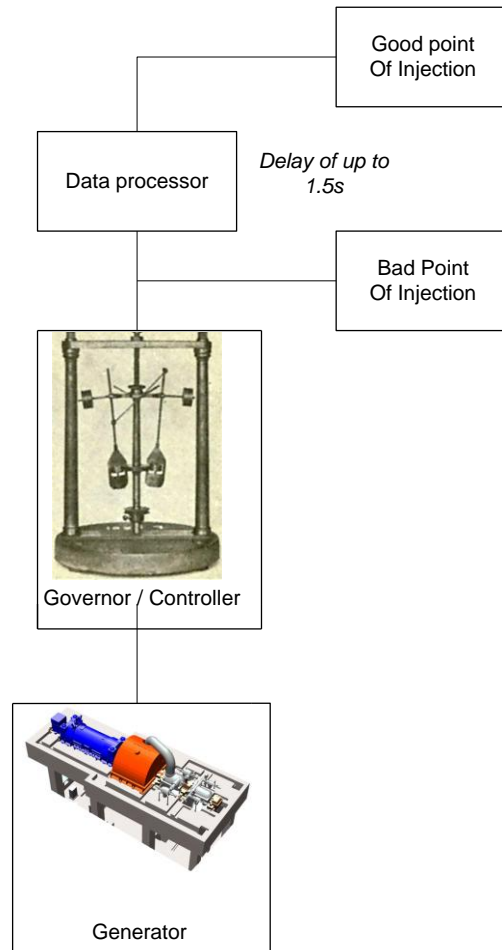 Good point
Of Injection
Data processor
Delay of up to
1.5s
Bad Point
Of Injection
Governor / Controller
Generator